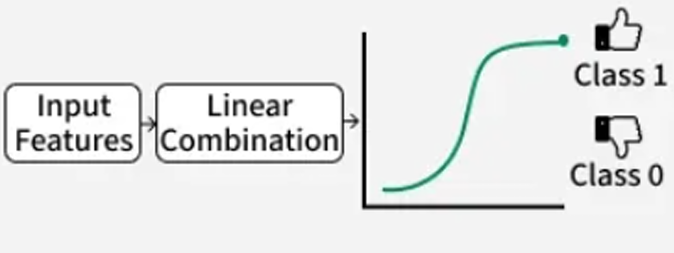 Input
Features
Linear
Combination
Class 1
Class 0